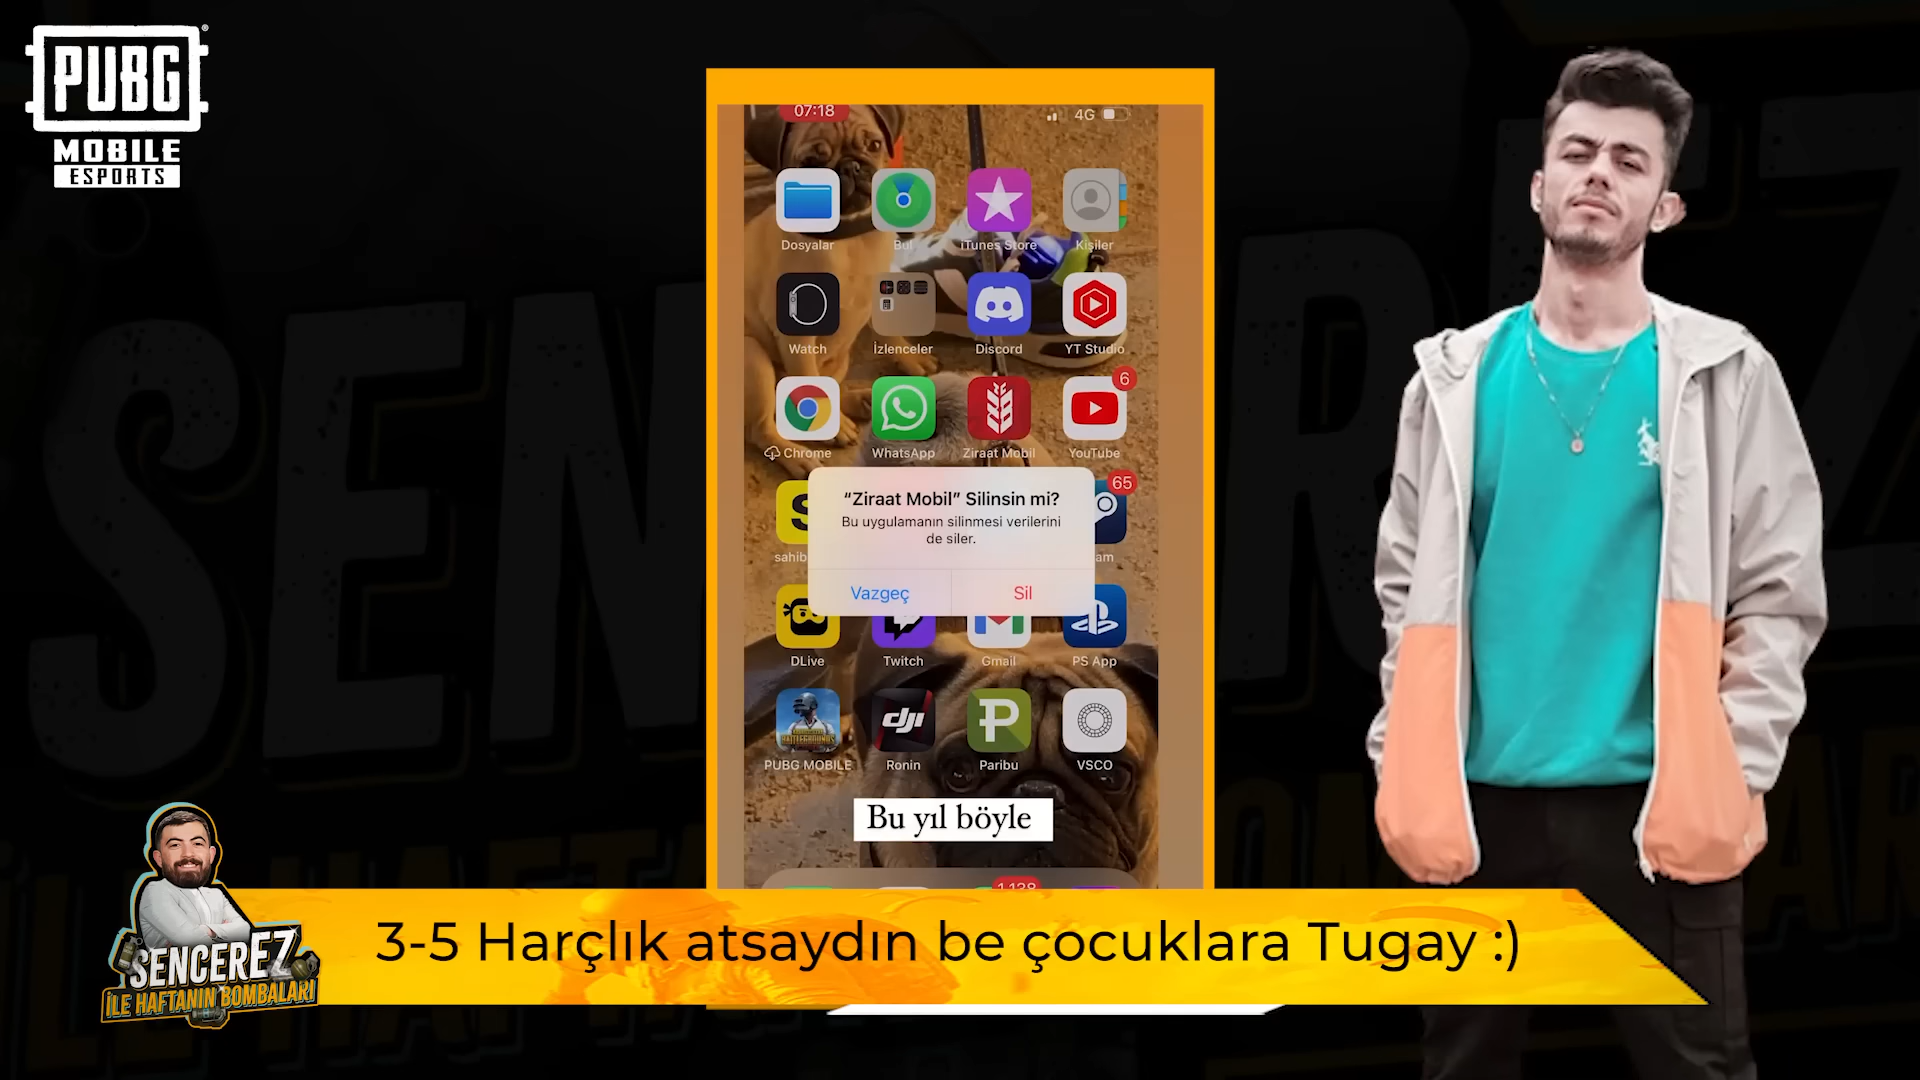 PUBG
MOBILE
ESPORTS
07:18
4G
Dosyalar
Bul
iTunes Store
Kişiler
Watch
İzlenceler
Discord
YT Studio
6
Chrome
WhatsApp
Ziraat Mobil
YouTube
65
“Ziraat Mobil” Silinsin mi?
Bu uygulamanın silinmesi verilerini
de siler.
Vazgeç
Sil
DLive
Twitch
Gmail
PS App
PUBG MOBILE
Ronin
Paribu
VSCO
Bu yıl böyle
1.138
3-5 Harçlık atsaydın be çocuklara Tugay :)
SENCEREZ
İLE HAFTANIN BOMBALARI